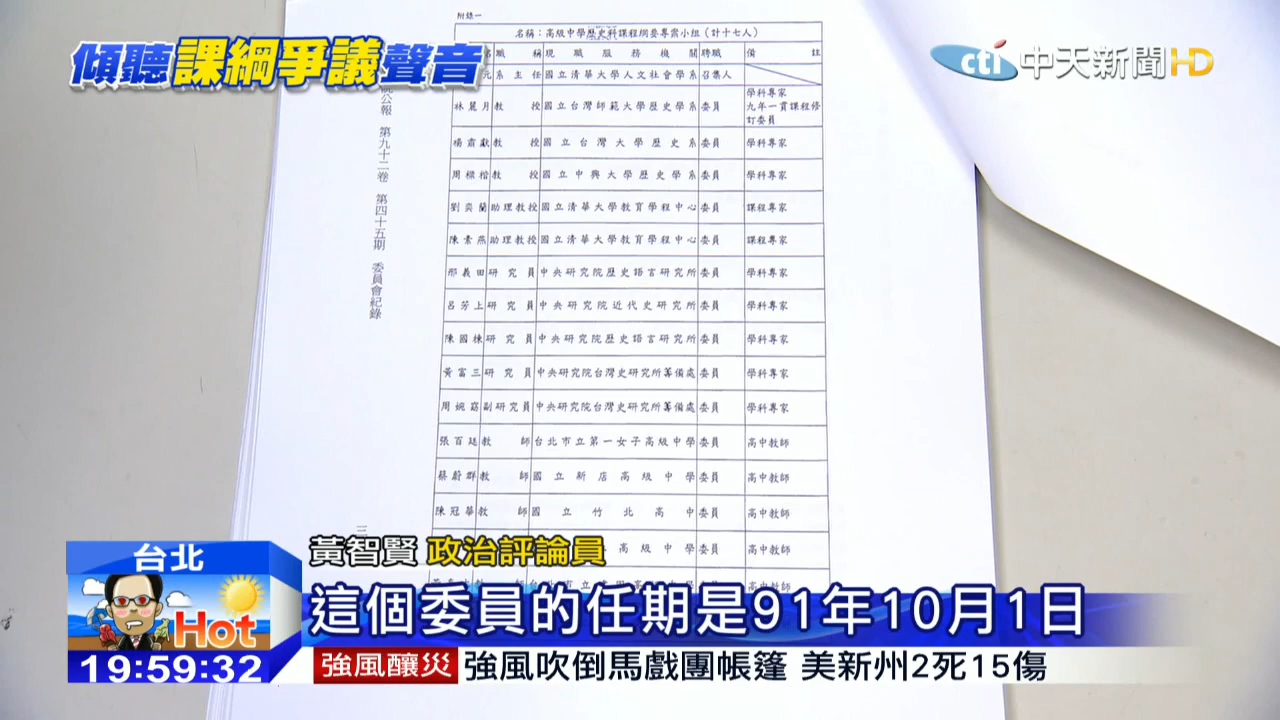 附錄一
傾聽課綱爭議聲音
cti 中天新聞HD
名稱：高級中學歷史科課程綱要專案小組（計十七人）
名 職稱 現職服務機關 聘職 備註
元 系主任 國立清華大學人文社會學系 召集人
林麗月 教授 國立台灣師範大學歷史學系 委員 學科專家
九年一貫課程修
訂委員
楊肅獻 教授 國立台灣大學歷史系 委員 學科專家
周樑楷 教授 國立中興大學歷史學系 委員 學科專家
劉奕蘭 助理教授 國立清華大學教育學程中心 委員 課程專家
陳素燕 助理教授 國立清華大學教育學程中心 委員 課程專家
邢義田 研究員 中央研究院歷史語言研究所 委員 學科專家
呂芳上 研究員 中央研究院近代史研究所 委員 學科專家
陳國棟 研究員 中央研究院歷史語言研究所 委員 學科專家
黃富三 研究員 中央研究院台灣史研究所籌備處 委員 學科專家
周婉窈 副研究員 中央研究院台灣史研究所籌備處 委員 學科專家
張百廷 教師 台北市立第一女子高級中學 委員 高中教師
蔡蔚群 教師 國立新店高級中學 委員 高中教師
陳冠華 教師 國立竹北高中 委員 高中教師
高級中學 委員 高中教師
高中教師
院公報 第九十二卷 第四十五期 委員會紀錄
三
台北
Hot
19:59:32
黃智賢 政治評論員
這個委員的任期是91年10月1日
強風釀災 強風吹倒馬戲團帳篷 美新州2死15傷